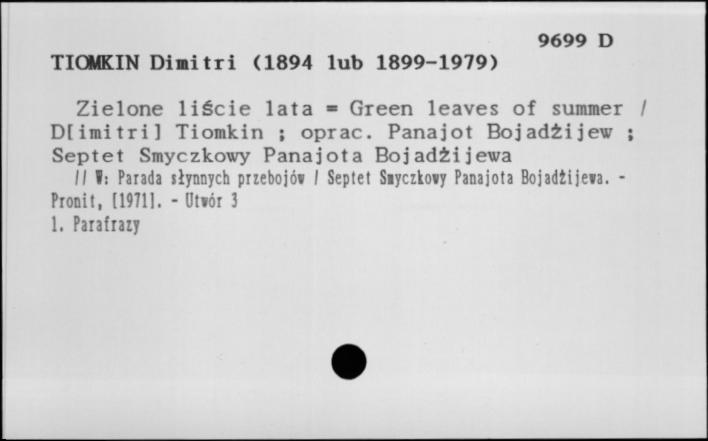 9699 D
TIOMKIN Dimitri (1894 lub 1899-1979)
Zielone liście lata = Green leaves of summer /
D[imitri] Tiomkin ; oprac. Panajot Bojadżijew ;
Septet Smyczkowy Panajota Bojadżijewa
// W: Parada słynnych przebojów / Septet Smyczkowy Panajota Bojadżijewa. -
Pronit, [1971]. - Utwór 3
1. Parafrazy